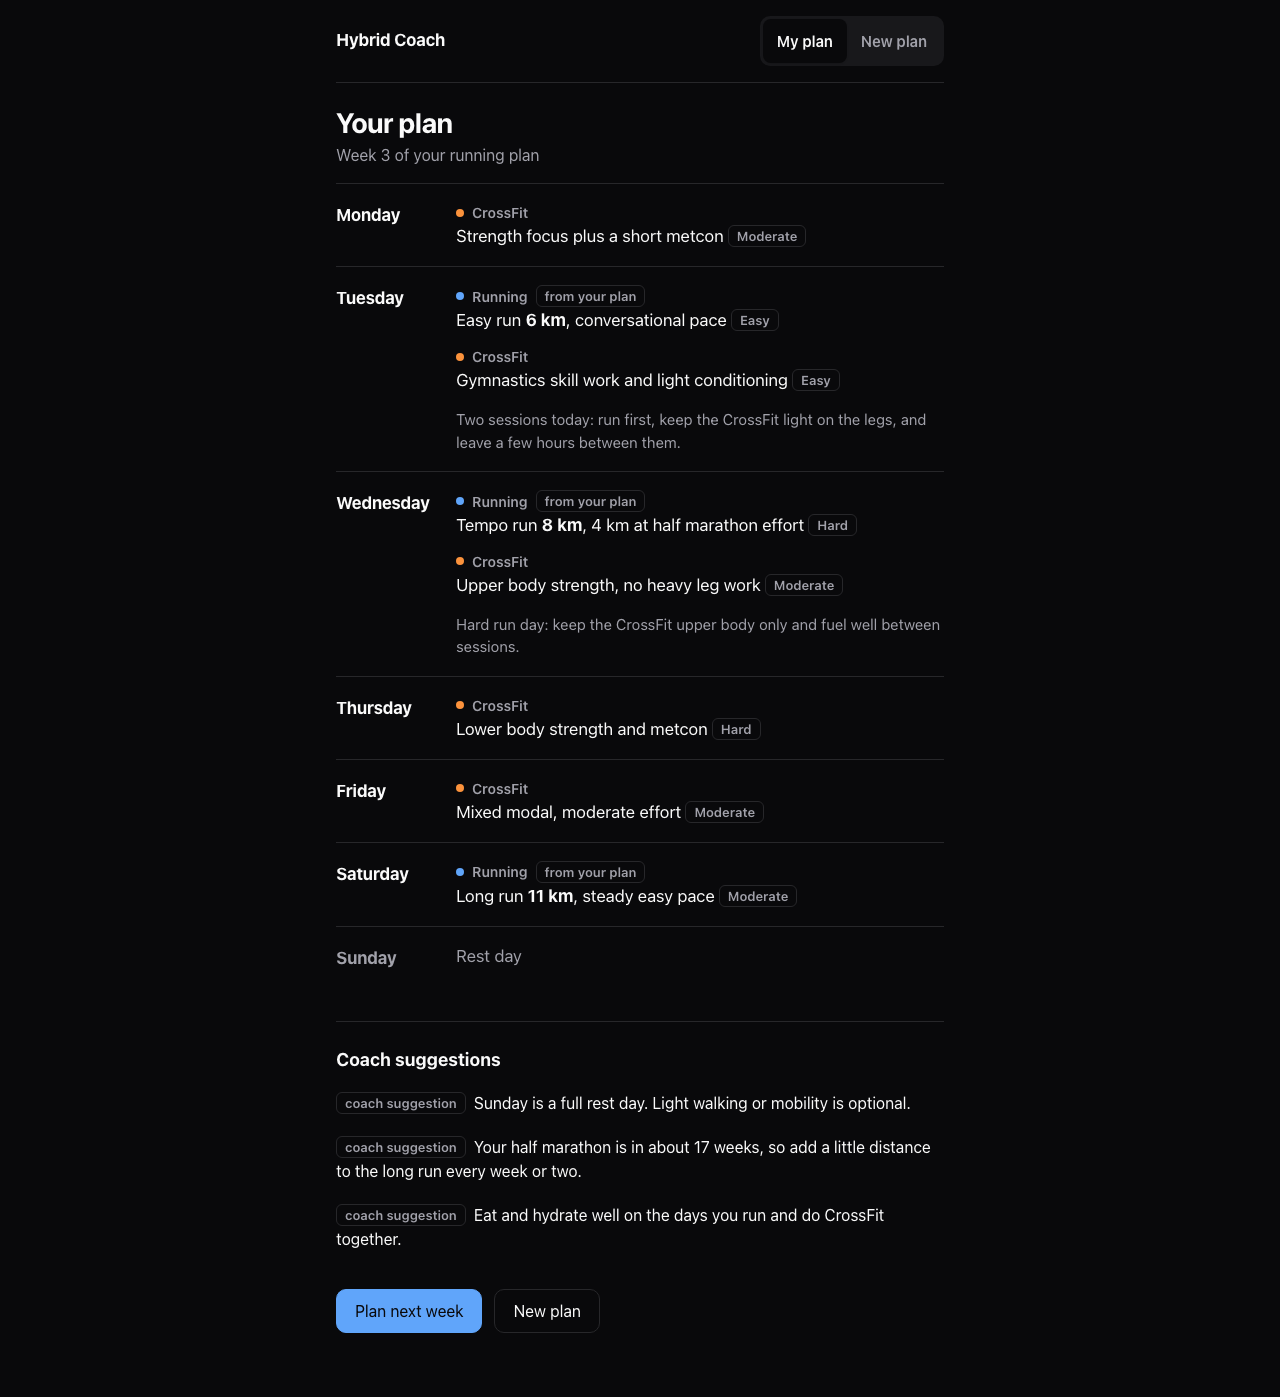 Hybrid Coach
My plan
New plan
Your plan
Week 3 of your running plan
Monday
CrossFit
Strength focus plus a short metcon Moderate
Tuesday
Running from your plan
Easy run 6 km, conversational pace Easy
CrossFit
Gymnastics skill work and light conditioning Easy
Two sessions today: run first, keep the CrossFit light on the legs, and
leave a few hours between them.
Wednesday
Running from your plan
Tempo run 8 km, 4 km at half marathon effort Hard
CrossFit
Upper body strength, no heavy leg work Moderate
Hard run day: keep the CrossFit upper body only and fuel well between
sessions.
Thursday
CrossFit
Lower body strength and metcon Hard
Friday
CrossFit
Mixed modal, moderate effort Moderate
Saturday
Running from your plan
Long run 11 km, steady easy pace Moderate
Sunday
Rest day
Coach suggestions
coach suggestion Sunday is a full rest day. Light walking or mobility is optional.
coach suggestion Your half marathon is in about 17 weeks, so add a little distance
to the long run every week or two.
coach suggestion Eat and hydrate well on the days you run and do CrossFit
together.
Plan next week
New plan